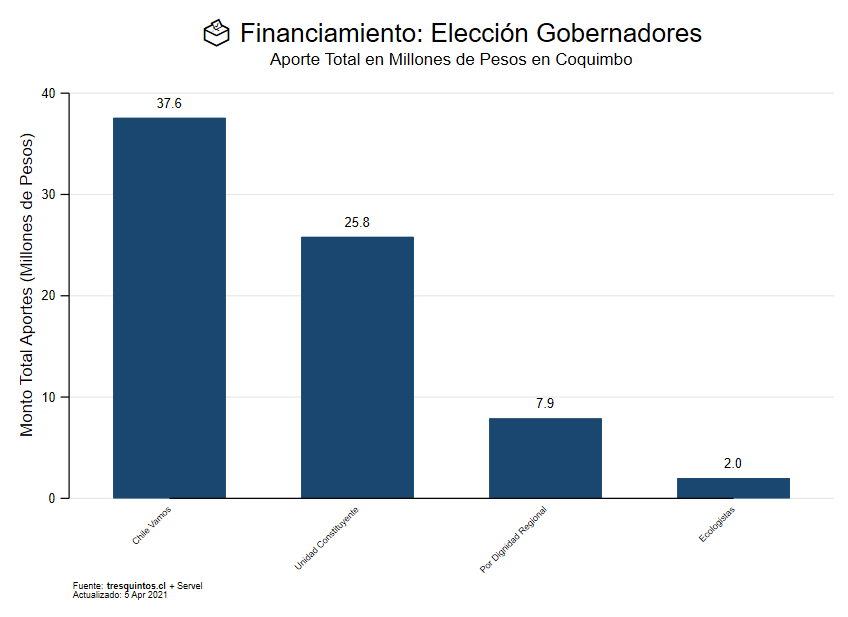 Financiamiento: Elección Gobernadores
Aporte Total en Millones de Pesos en Coquimbo
Monto Total Aportes (Millones de Pesos)
40
30
20
10
0
37.6
25.8
7.9
2.0
Chile Vamos
Unidad Constituyente
Por Dignidad Regional
Ecologistas
Fuente: tresquintos.cl + Servel
Actualizado: 5 Apr 2021